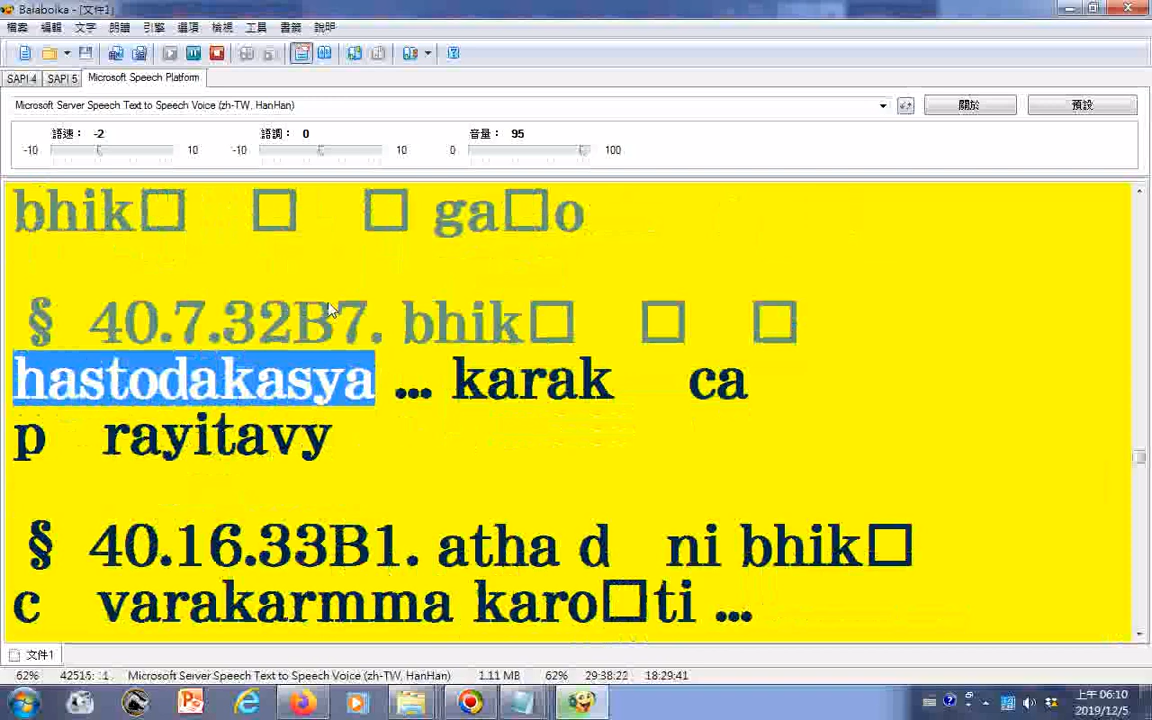 Balabolka - [文件1]
檔案 編輯 文字 朗讀 引擎 選項 檢視 工具 書籤 說明
SAPI 4 SAPI 5 Microsoft Speech Platform
Microsoft Server Speech Text to Speech Voice (zh-TW, HanHan) 關於 預設
語速： -2 語調： 0 音量： 95
-10 10 -10 10 0 100
bhik□ □ □ ga□o
§ 40.7.32B7. bhik□ □ □
hastodakasya ... karak ca
p rayitavy
§ 40.16.33B1. atha d ni bhik□
c varakarmma karo□ti ...
文件1
62% 42516: :1 Microsoft Server Speech Text to Speech Voice (zh-TW, HanHan) 1.11 MB 62% 29:38:22 18:29:41
上午 06:10
2019/12/5